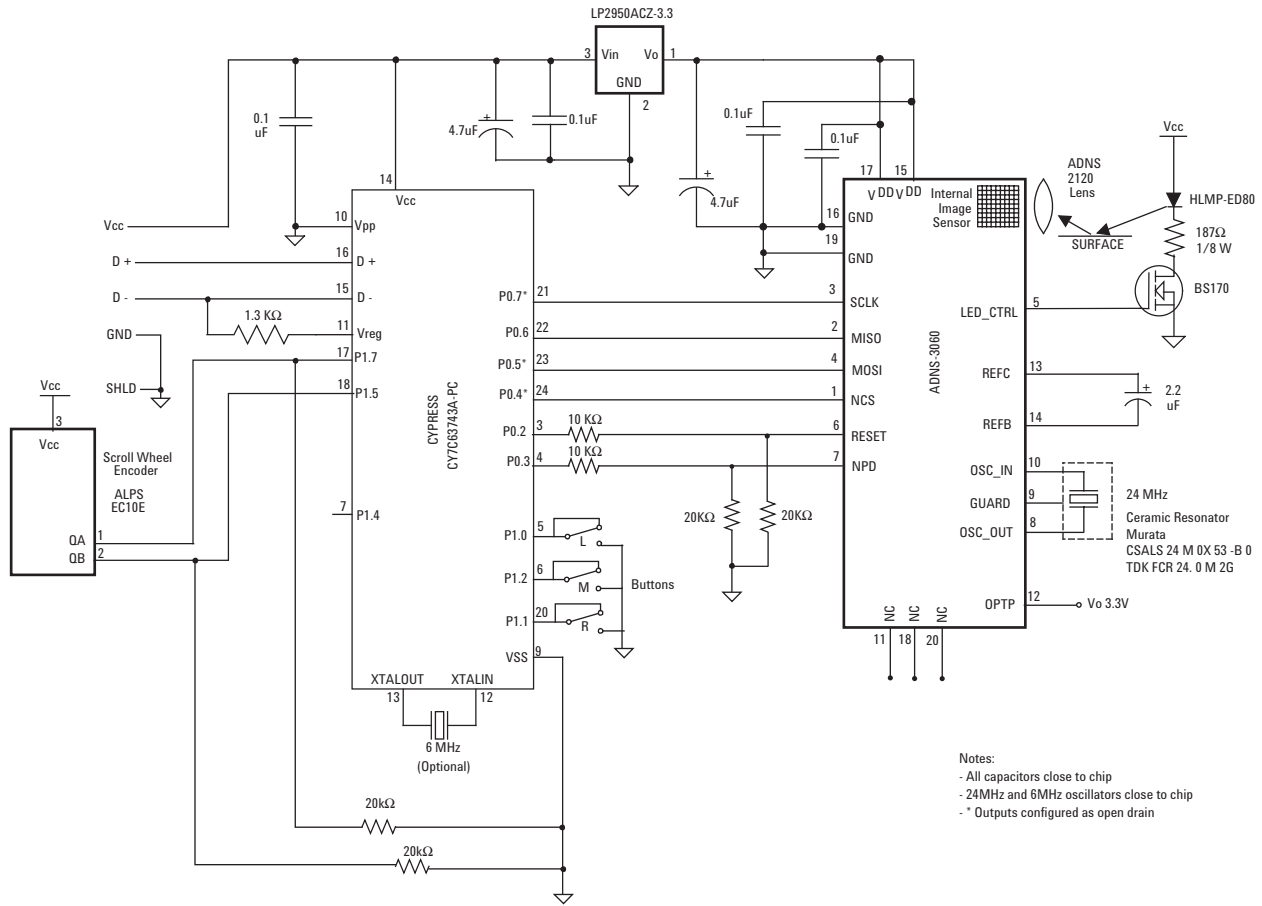 LP2950ACZ-3.3
3 Vin Vo 1
GND
2
0.1
uF
4.7uF
+
0.1uF
0.1uF
0.1uF
4.7uF
+
14
Vcc
Vcc
10 Vpp
D +
16 D +
D -
15 D -
1.3 KΩ
11 Vreg
GND
17 P1.7
SHLD
18 P1.5
Vcc
3
Vcc
Scroll Wheel
Encoder
ALPS
EC10E
QA 1
QB 2
7 P1.4
CYPRESS
CY7C63743A-PC
P0.7* 21
P0.6 22
P0.5* 23
P0.4* 24
P0.2 3
10 KΩ
P0.3 4
10 KΩ
20KΩ
20KΩ
P1.0 5
L
P1.2 6
M
Buttons
P1.1 20
R
VSS 9
XTALOUT XTALIN
13 12
6 MHz
(Optional)
20kΩ
20kΩ
17 15
VDD VDD
Internal
Image
Sensor
16 GND
19 GND
3 SCLK
2 MISO
4 MOSI
1 NCS
6 RESET
7 NPD
ADNS-3060
ADNS
2120
Lens
SURFACE
Vcc
HLMP-ED80
187Ω
1/8 W
BS170
LED_CTRL 5
REFC 13
+
2.2
uF
REFB 14
OSC_IN 10
GUARD 9
OSC_OUT 8
24 MHz
Ceramic Resonator
Murata
CSALS 24 M 0X 53 -B 0
TDK FCR 24. 0 M 2G
OPTP 12
Vo 3.3V
NC NC NC
11 18 20
Notes:
- All capacitors close to chip
- 24MHz and 6MHz oscillators close to chip
- * Outputs configured as open drain